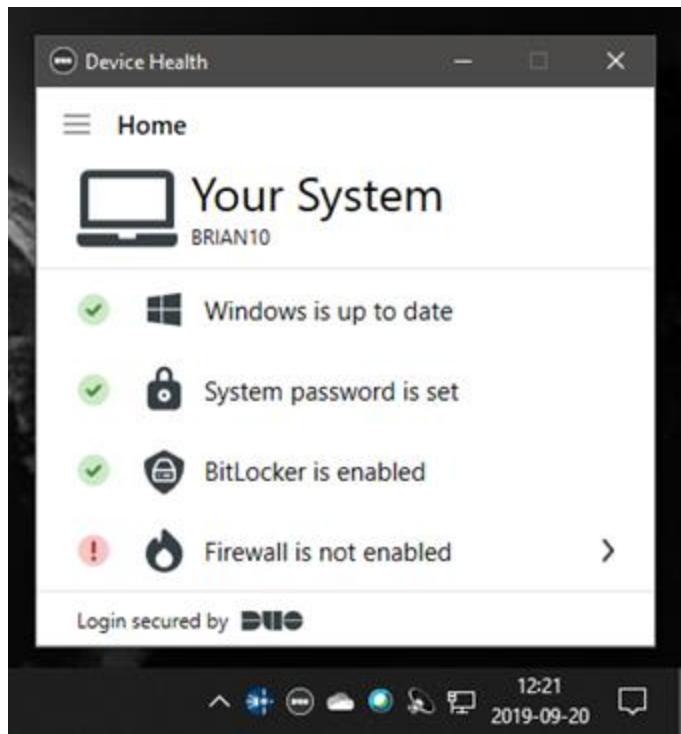 Device Health
Home
Your System
BRIAN10
Windows is up to date
System password is set
BitLocker is enabled
Firewall is not enabled
Login secured by DUO
12:21
2019-09-20